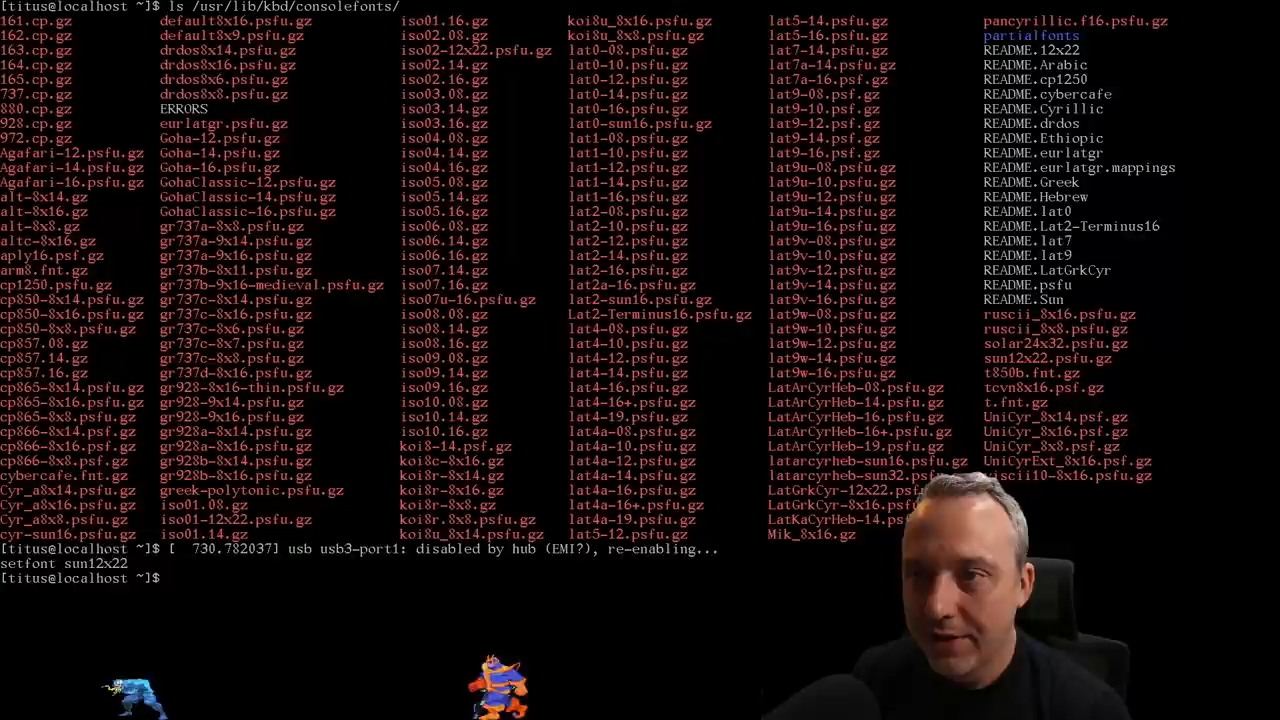 [titus@localhost ~]$ ls /usr/lib/kbd/consolefonts/
161.cp.gz default8x16.psfu.gz iso01.16.gz koi8u_8x16.psfu.gz lat5-14.psfu.gz pancyrillic.f16.psfu.gz
162.cp.gz default8x9.psfu.gz iso02.08.gz koi8u_8x8.psfu.gz lat5-16.psfu.gz partialfonts
163.cp.gz drdos8x14.psfu.gz iso02-12x22.psfu.gz lat0-08.psfu.gz lat7-14.psfu.gz README.12x22
164.cp.gz drdos8x16.psfu.gz iso02.14.gz lat0-10.psfu.gz lat7a-14.psfu.gz README.Arabic
165.cp.gz drdos8x6.psfu.gz iso02.16.gz lat0-12.psfu.gz lat7a-16.psf.gz README.cp1250
737.cp.gz drdos8x8.psfu.gz iso03.08.gz lat0-14.psfu.gz lat9-08.psf.gz README.cybercafe
880.cp.gz ERRORS iso03.14.gz lat0-16.psfu.gz lat9-10.psf.gz README.Cyrillic
928.cp.gz eurlatgr.psfu.gz iso03.16.gz lat0-sun16.psfu.gz lat9-12.psf.gz README.drdos
972.cp.gz Goha-12.psfu.gz iso04.08.gz lat1-08.psfu.gz lat9-14.psf.gz README.Ethiopic
Agafari-12.psfu.gz Goha-14.psfu.gz iso04.14.gz lat1-10.psfu.gz lat9-16.psf.gz README.eurlatgr
Agafari-14.psfu.gz Goha-16.psfu.gz iso04.16.gz lat1-12.psfu.gz lat9u-08.psfu.gz README.eurlatgr.mappings
Agafari-16.psfu.gz GohaClassic-12.psfu.gz iso05.08.gz lat1-14.psfu.gz lat9u-10.psfu.gz README.Greek
alt-8x14.gz GohaClassic-14.psfu.gz iso05.14.gz lat1-16.psfu.gz lat9u-12.psfu.gz README.Hebrew
alt-8x16.gz GohaClassic-16.psfu.gz iso05.16.gz lat2-08.psfu.gz lat9u-14.psfu.gz README.lat0
alt-8x8.gz gr737a-8x8.psfu.gz iso06.08.gz lat2-10.psfu.gz lat9u-16.psfu.gz README.Lat2-Terminus16
altc-8x16.gz gr737a-9x14.psfu.gz iso06.14.gz lat2-12.psfu.gz lat9v-08.psfu.gz README.lat7
aply16.psf.gz gr737a-9x16.psfu.gz iso06.16.gz lat2-14.psfu.gz lat9v-10.psfu.gz README.lat9
arm8.fnt.gz gr737b-8x11.psfu.gz iso07.14.gz lat2-16.psfu.gz lat9v-12.psfu.gz README.LatGrkCyr
cp1250.psfu.gz gr737b-9x16-medieval.psfu.gz iso07.16.gz lat2a-16.psfu.gz lat9v-14.psfu.gz README.psfu
cp850-8x14.psfu.gz gr737c-8x14.psfu.gz iso07u-16.psfu.gz lat2-sun16.psfu.gz lat9v-16.psfu.gz README.Sun
cp850-8x16.psfu.gz gr737c-8x16.psfu.gz iso08.08.gz Lat2-Terminus16.psfu.gz lat9w-08.psfu.gz ruscii_8x16.psfu.gz
cp850-8x8.psfu.gz gr737c-8x6.psfu.gz iso08.14.gz lat4-08.psfu.gz lat9w-10.psfu.gz ruscii_8x8.psfu.gz
cp857.08.gz gr737c-8x7.psfu.gz iso08.16.gz lat4-10.psfu.gz lat9w-12.psfu.gz solar24x32.psfu.gz
cp857.14.gz gr737c-8x8.psfu.gz iso09.08.gz lat4-12.psfu.gz lat9w-14.psfu.gz sun12x22.psfu.gz
cp857.16.gz gr737d-8x16.psfu.gz iso09.14.gz lat4-14.psfu.gz lat9w-16.psfu.gz t850b.fnt.gz
cp865-8x14.psfu.gz gr928-8x16-thin.psfu.gz iso09.16.gz lat4-16.psfu.gz LatArCyrHeb-08.psfu.gz tcvn8x16.psf.gz
cp865-8x16.psfu.gz gr928-9x14.psfu.gz iso10.08.gz lat4-16+.psfu.gz LatArCyrHeb-14.psfu.gz t.fnt.gz
cp865-8x8.psfu.gz gr928-9x16.psfu.gz iso10.14.gz lat4-19.psfu.gz LatArCyrHeb-16.psfu.gz UniCyr_8x14.psf.gz
cp866-8x14.psf.gz gr928a-8x14.psfu.gz iso10.16.gz lat4a-08.psfu.gz LatArCyrHeb-16+.psfu.gz UniCyr_8x16.psf.gz
cp866-8x16.psf.gz gr928a-8x16.psfu.gz koi8-14.psf.gz lat4a-10.psfu.gz LatArCyrHeb-19.psfu.gz UniCyr_8x8.psf.gz
cp866-8x8.psf.gz gr928b-8x14.psfu.gz koi8c-8x16.gz lat4a-12.psfu.gz latarcyrheb-sun16.psfu.gz UniCyrExt_8x16.psf.gz
cybercafe.fnt.gz gr928b-8x16.psfu.gz koi8r-8x14.gz lat4a-14.psfu.gz latarcyrheb-sun32.psfu.gz viscii10-8x16.psfu.gz
Cyr_a8x14.psfu.gz greek-polytonic.psfu.gz koi8r-8x16.gz lat4a-16.psfu.gz LatGrkCyr-12x22.psfu
Cyr_a8x16.psfu.gz iso01.08.gz koi8r-8x8.gz lat4a-16+.psfu.gz LatGrkCyr-8x16.psfu
Cyr_a8x8.psfu.gz iso01-12x22.psfu.gz koi8r.8x8.psfu.gz lat4a-19.psfu.gz LatKaCyrHeb-14.psfu
cyr-sun16.psfu.gz iso01.14.gz koi8u_8x14.psfu.gz lat5-12.psfu.gz Mik_8x16.gz
[titus@localhost ~]$ [  730.782037] usb usb3-port1: disabled by hub (EMI?), re-enabling...
setfont sun12x22
[titus@localhost ~]$